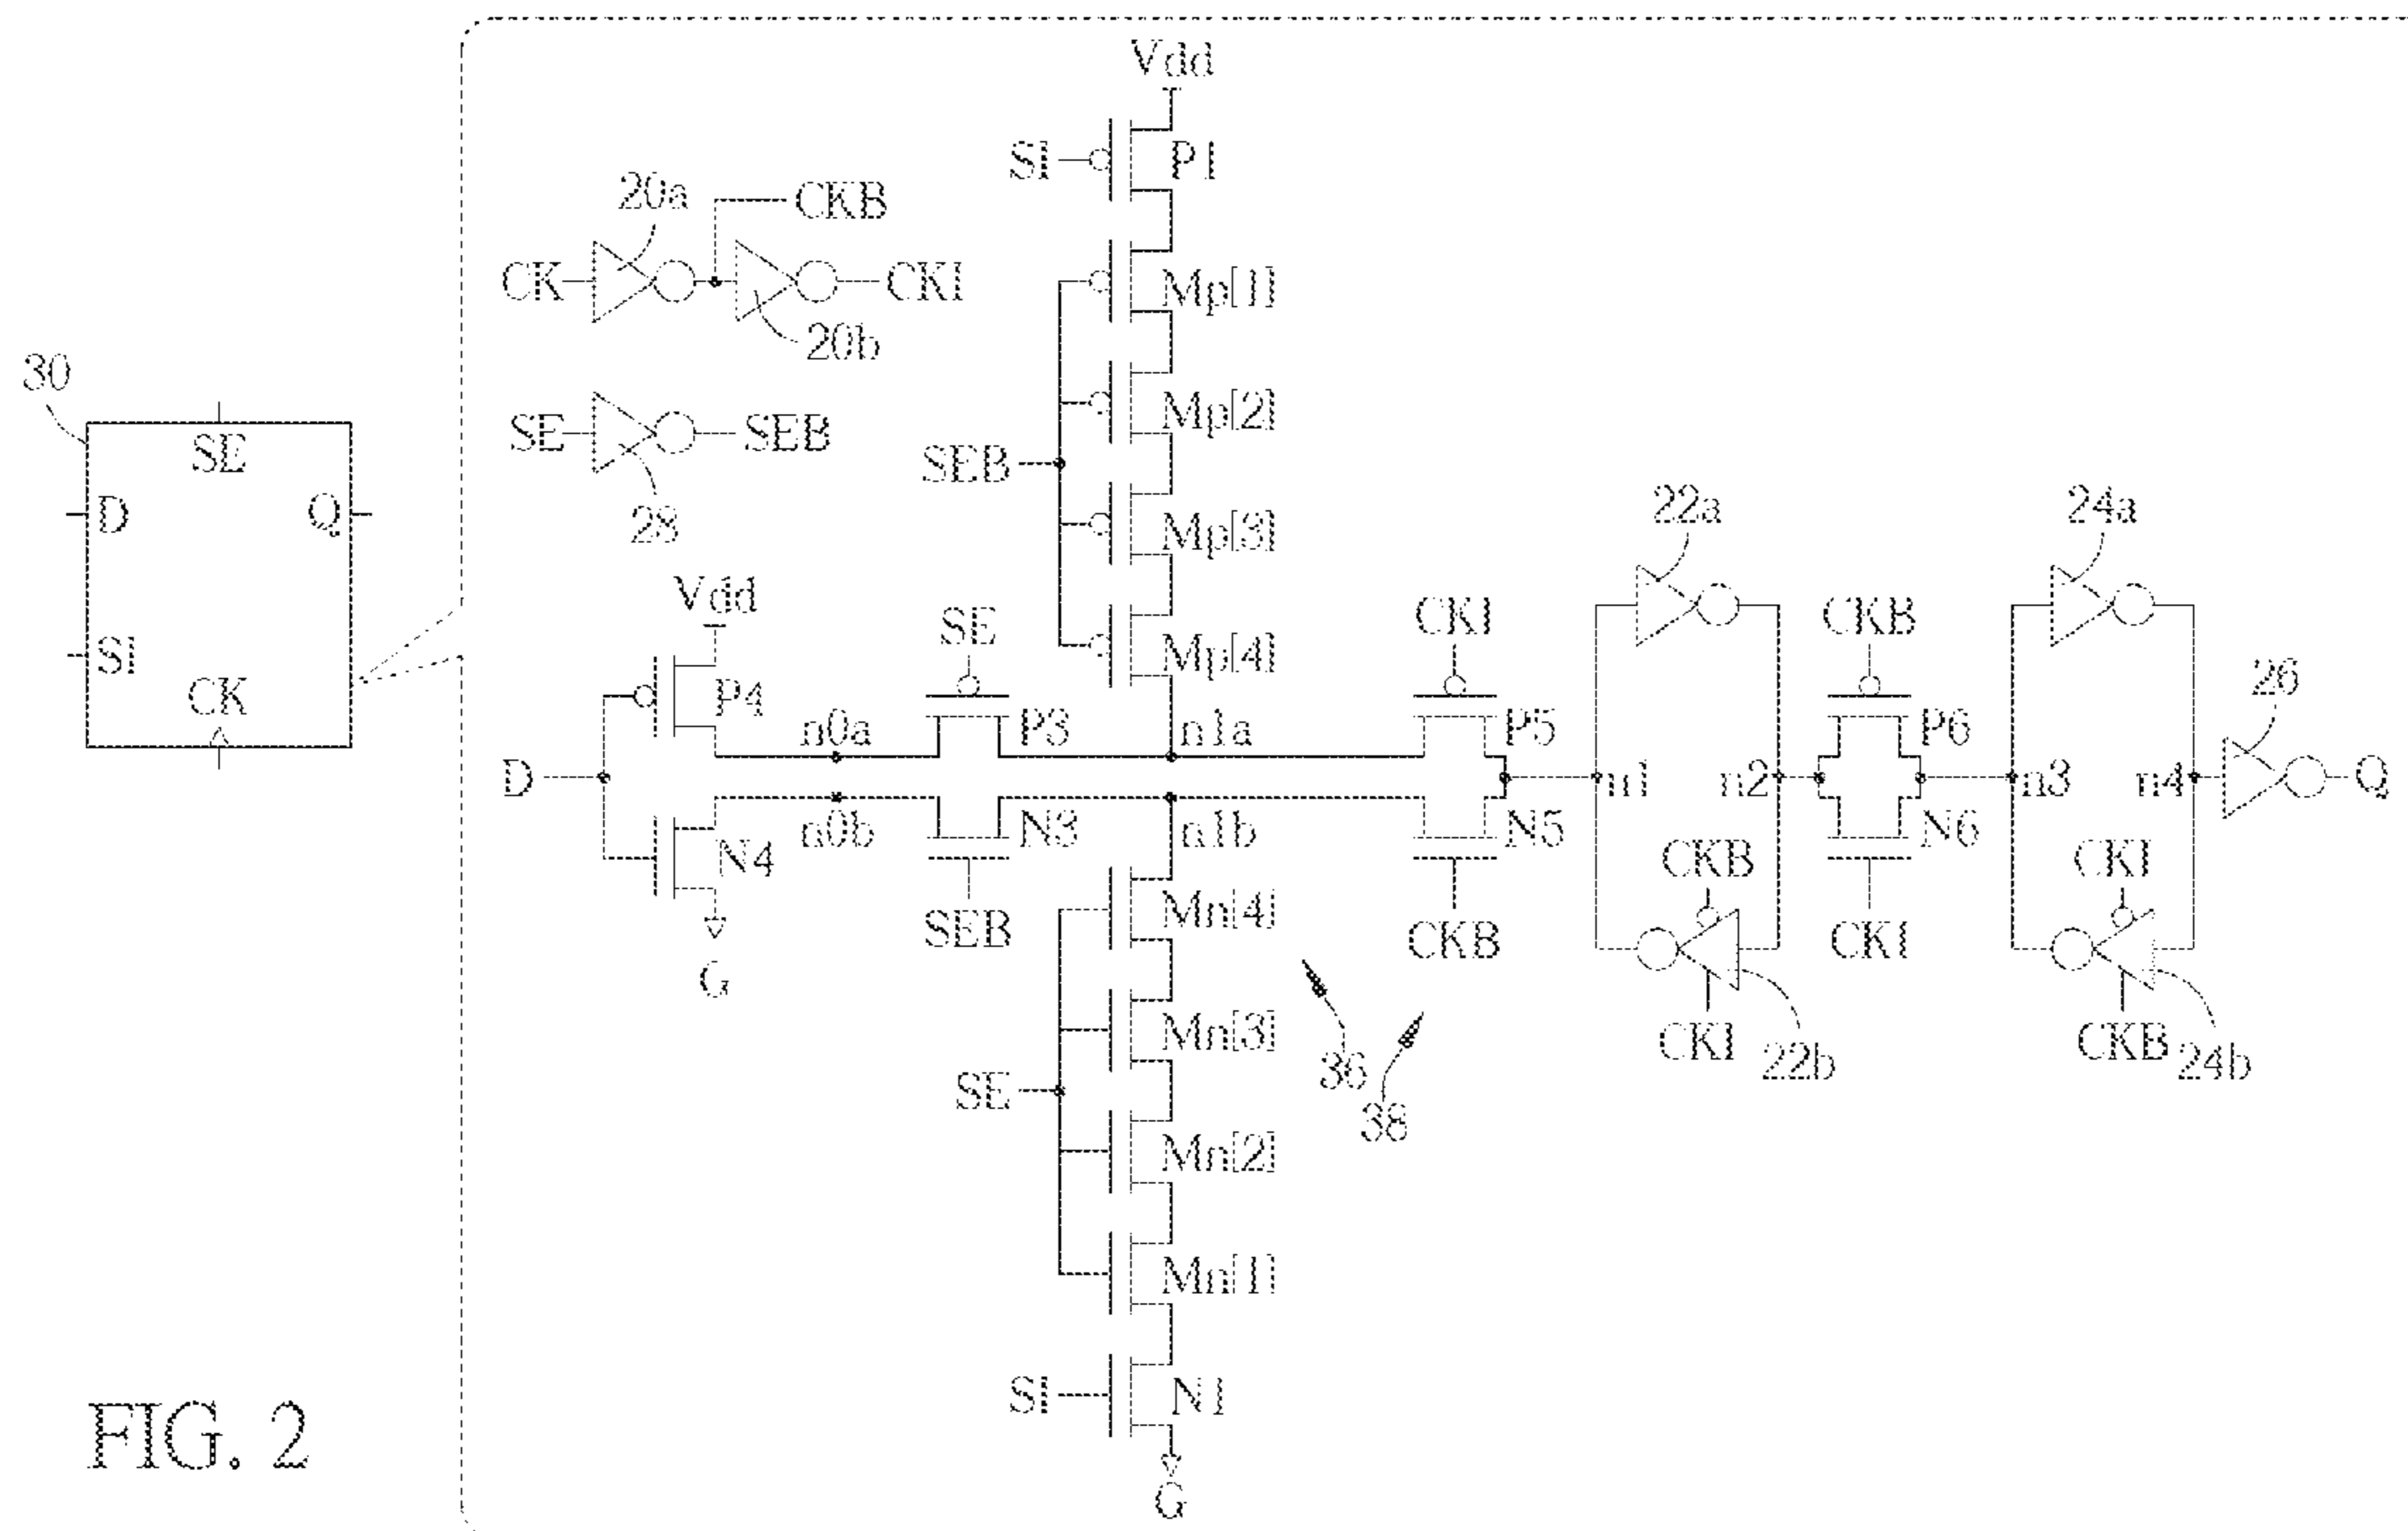 Vdd
SI
P1
20a
CKB
CK
CKI
20b
Mp[1]
30
SE
SEB
28
Mp[2]
SEB
Mp[3]
SE
D
Q
SI
CK
22a
24a
Vdd
SE
Mp[4]
CKI
CKB
26
P4
n0a
P3
n1a
P5
P6
D
n1
n2
n3
n4
Q
n0b
N3
n1b
N5
N6
N4
SEB
Mn[4]
CKB
CKB
CKI
CKI
G
Mn[3]
CKI
22b
CKB
24b
36
SE
38
Mn[2]
Mn[1]
SI
N1
FIG. 2
G